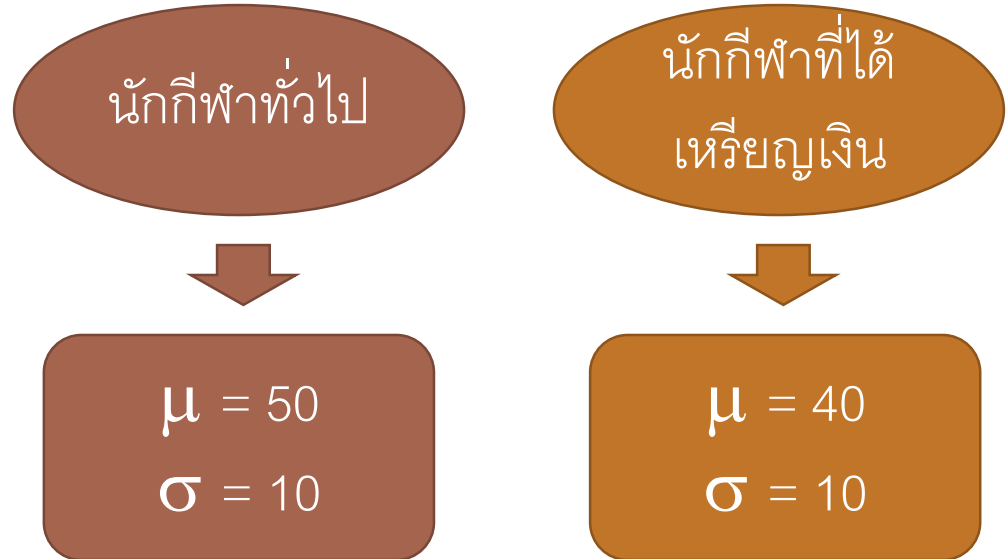 นักกีฬาทั่วไป
นักกีฬาที่ได้
เหรียญเงิน
μ = 50
σ = 10
μ = 40
σ = 10